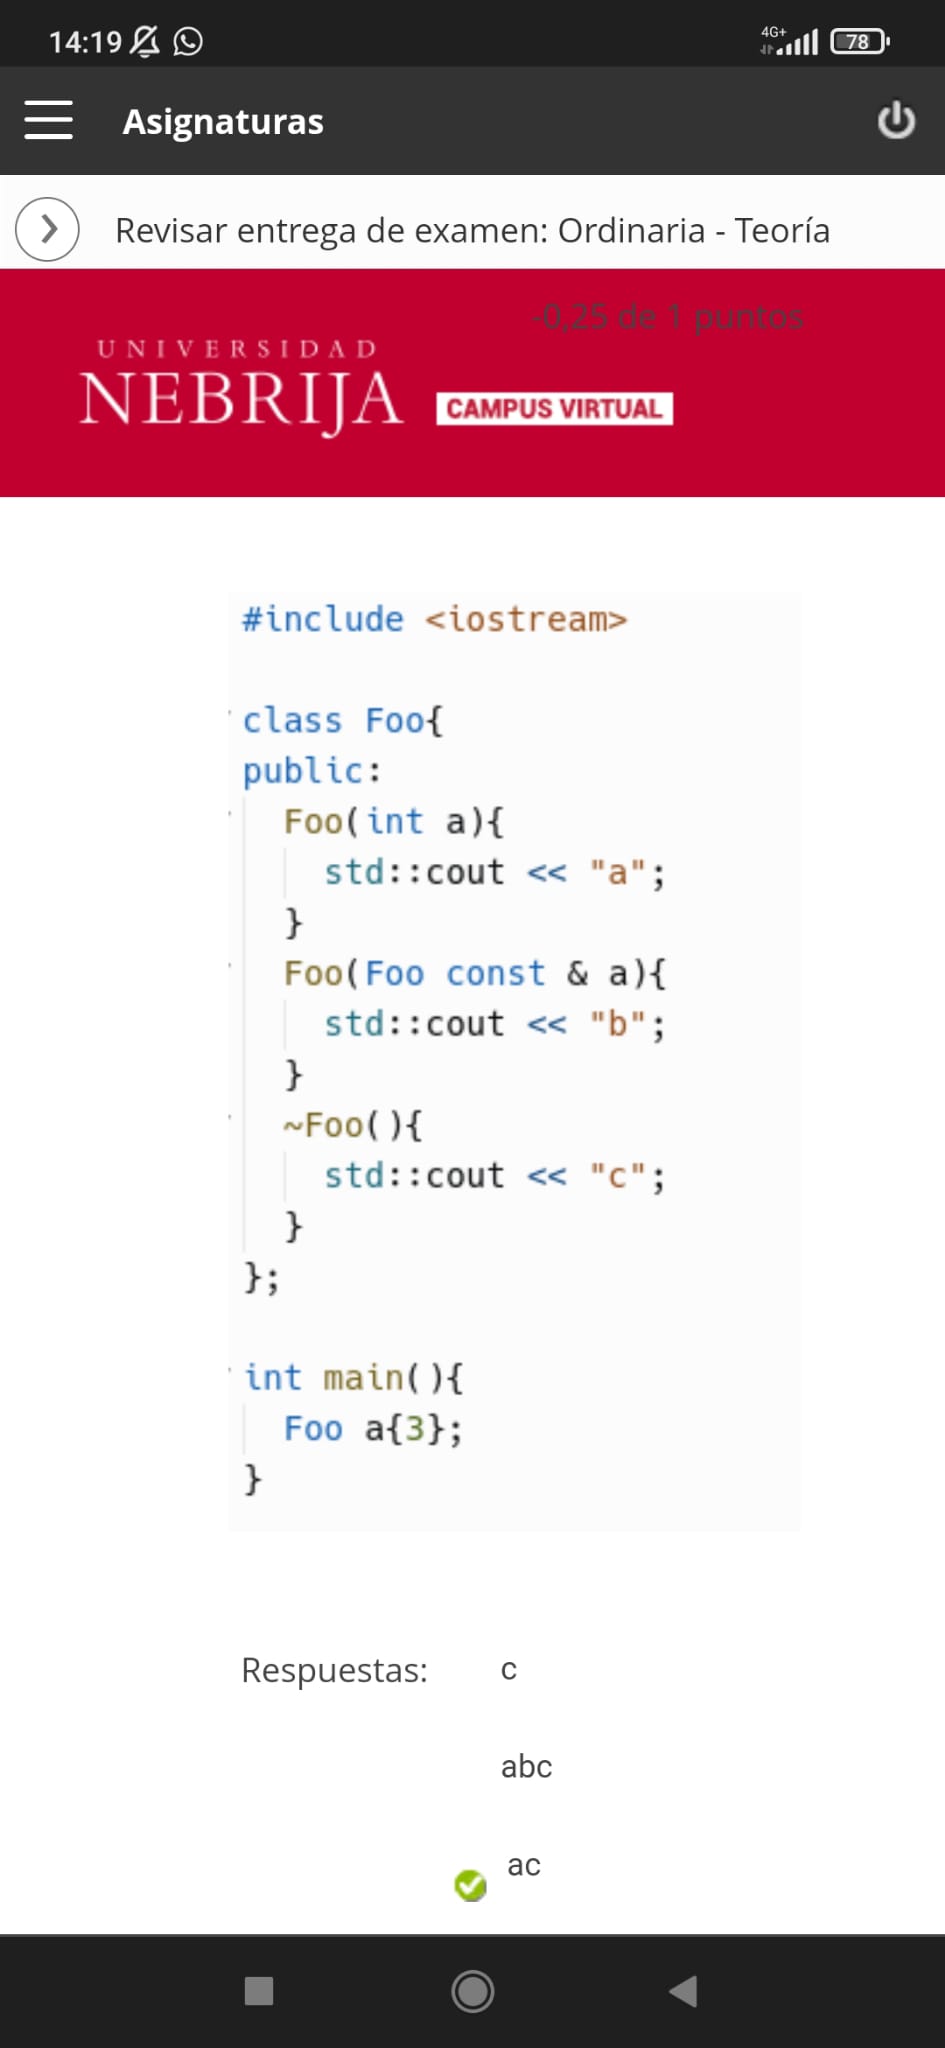 14:19
4G+
78
Asignaturas
Revisar entrega de examen: Ordinaria - Teoría
-0,25 de 1 puntos
UNIVERSIDAD
NEBRIJA
CAMPUS VIRTUAL
#include <iostream>
class Foo{
public:
Foo(int a){
std::cout << "a";
}
Foo(Foo const & a){
std::cout << "b";
}
~Foo(){
std::cout << "c";
}
};
int main(){
Foo a{3};
}
Respuestas:
c
abc
ac